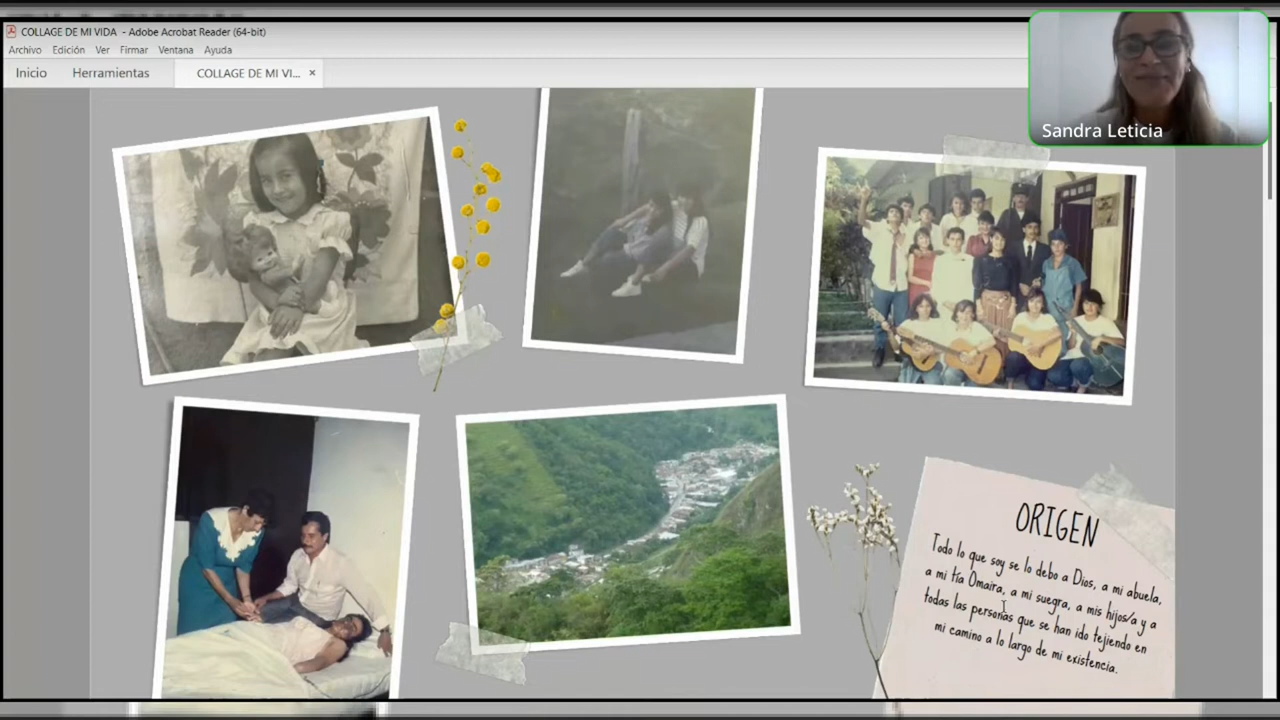 COLLAGE DE MI VIDA - Adobe Acrobat Reader (64-bit)
Archivo Edición Ver Firmar Ventana Ayuda
Inicio Herramientas COLLAGE DE MI VI... ×
Sandra Leticia
ORIGEN
Todo lo que soy se lo debo a Dios, a mi abuela,
a mi tía Omaira, a mi suegra, a mis hijos/a y a
todas las personas que se han ido tejiendo en
mi camino a lo largo de mi existencia.